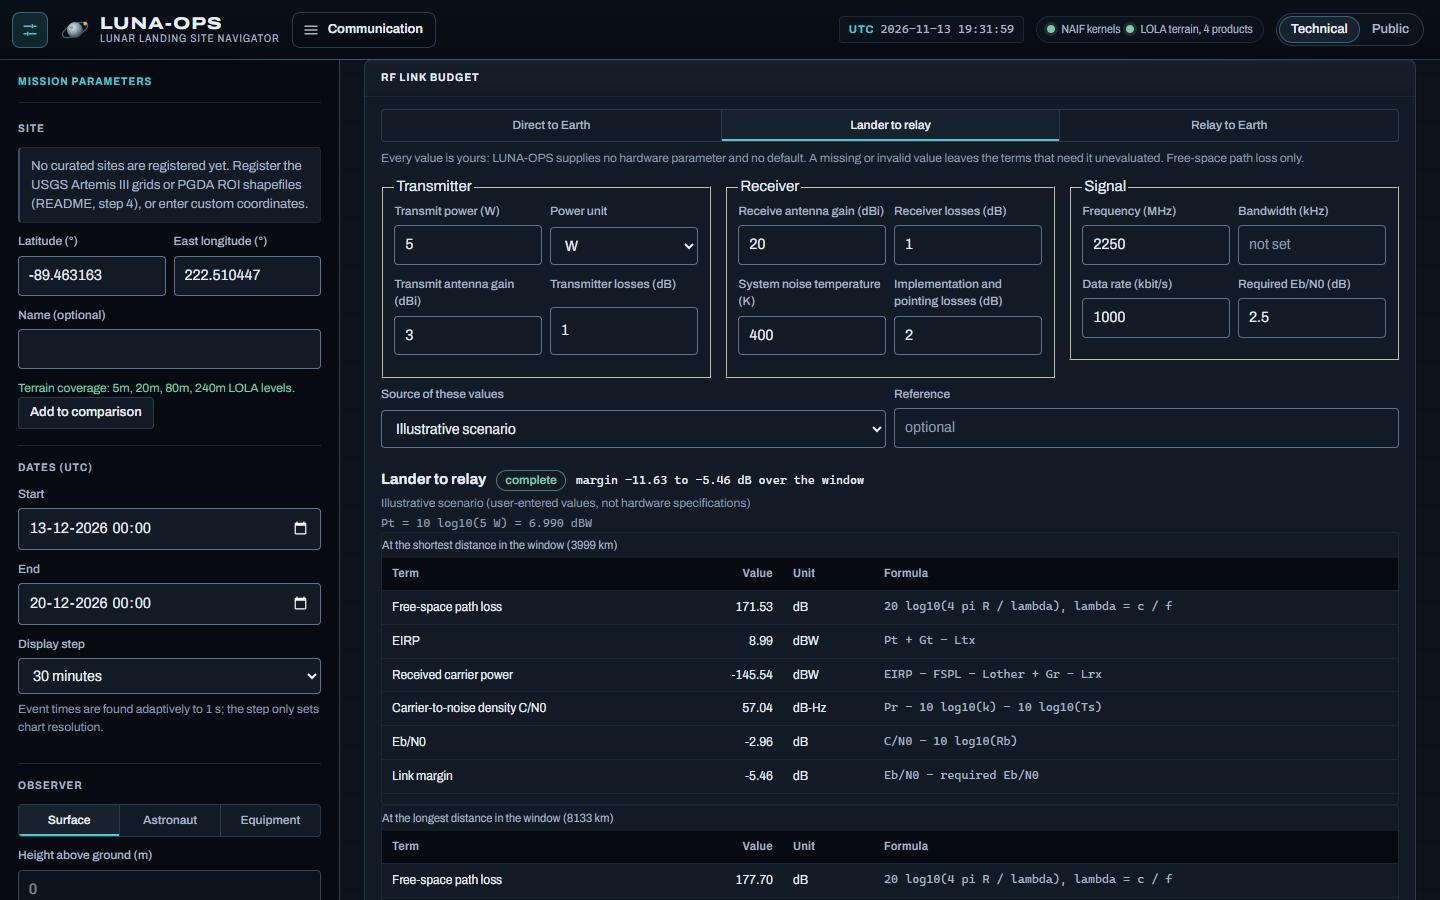 LUNA-OPS
LUNAR LANDING SITE NAVIGATOR
Communication
UTC 2026-11-13 19:31:59
NAIF kernels
LOLA terrain, 4 products
Technical
Public
MISSION PARAMETERS
SITE
No curated sites are registered yet. Register the
USGS Artemis III grids or PGDA ROI shapefiles
(README, step 4), or enter custom coordinates.
Latitude (°)
East longitude (°)
-89.463163
222.510447
Name (optional)
Terrain coverage: 5m, 20m, 80m, 240m LOLA levels.
Add to comparison
DATES (UTC)
Start
13-12-2026 00:00
End
20-12-2026 00:00
Display step
30 minutes
Event times are found adaptively to 1 s; the step only sets
chart resolution.
OBSERVER
Surface
Astronaut
Equipment
Height above ground (m)
0
RF LINK BUDGET
Direct to Earth
Lander to relay
Relay to Earth
Every value is yours: LUNA-OPS supplies no hardware parameter and no default. A missing or invalid value leaves the terms that need it unevaluated. Free-space path loss only.
Transmitter
Transmit power (W)
Power unit
5
W
Transmit antenna gain
(dBi)
Transmitter losses (dB)
3
1
Receiver
Receive antenna gain (dBi)
Receiver losses (dB)
20
1
System noise temperature
(K)
Implementation and
pointing losses (dB)
400
2
Signal
Frequency (MHz)
Bandwidth (kHz)
2250
not set
Data rate (kbit/s)
Required Eb/N0 (dB)
1000
2.5
Source of these values
Reference
Illustrative scenario
optional
Lander to relay
complete
margin −11.63 to −5.46 dB over the window
Illustrative scenario (user-entered values, not hardware specifications)
Pt = 10 log10(5 W) = 6.990 dBW
At the shortest distance in the window (3999 km)
Term Value Unit Formula
Free-space path loss 171.53 dB 20 log10(4 pi R / lambda), lambda = c / f
EIRP 8.99 dBW Pt + Gt − Ltx
Received carrier power -145.54 dBW EIRP − FSPL − Lother + Gr − Lrx
Carrier-to-noise density C/N0 57.04 dB-Hz Pr − 10 log10(k) − 10 log10(Ts)
Eb/N0 -2.96 dB C/N0 − 10 log10(Rb)
Link margin -5.46 dB Eb/N0 − required Eb/N0
At the longest distance in the window (8133 km)
Term Value Unit Formula
Free-space path loss 177.70 dB 20 log10(4 pi R / lambda), lambda = c / f